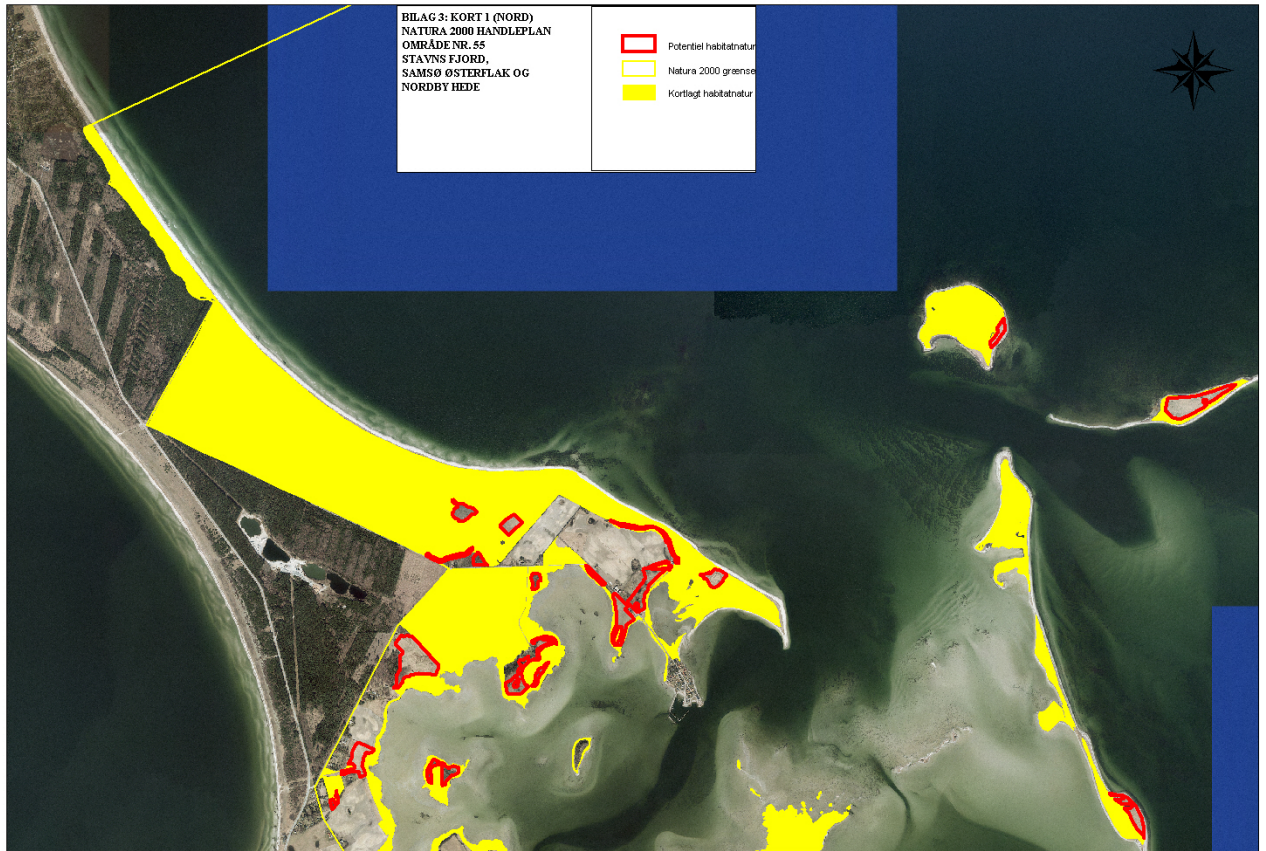 BILAG 3: KORT 1 (NORD)
NATURA 2000 HANDLEPLAN
OMRÅDE NR. 55
STAVNS FJORD,
SAMSØ ØSTERFLAK OG
NORDBY HEDE
Potentiel habitatnatur
Natura 2000 grænse
Kortlagt habitatnatur